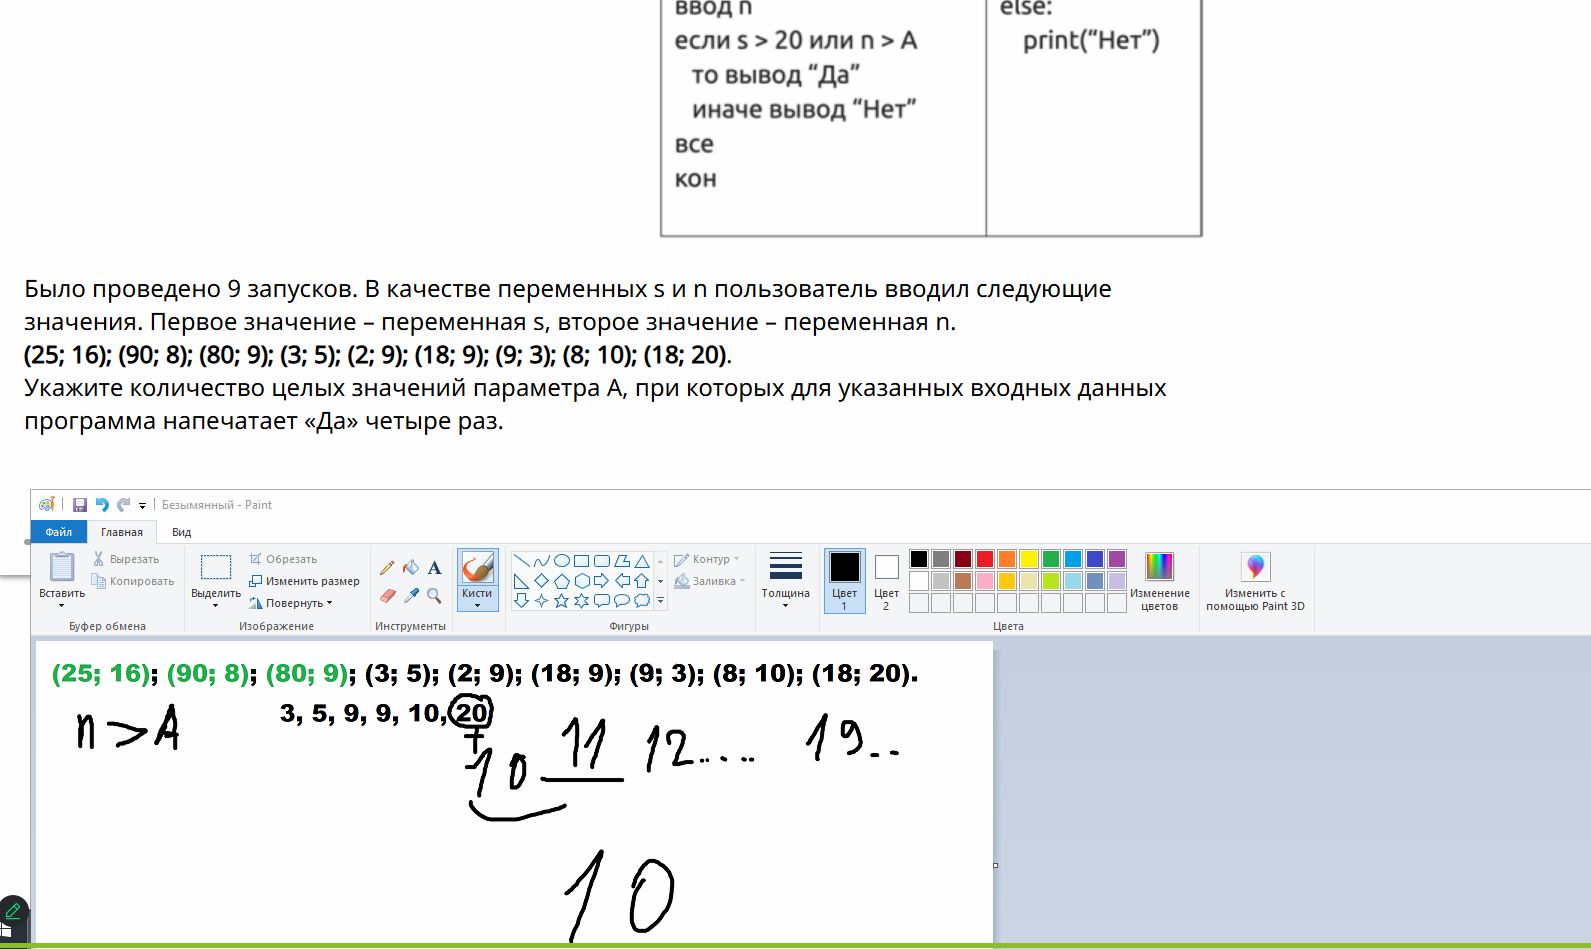 ввод n
если s > 20 или n > A
то вывод “Да”
иначе вывод “Нет”
все
кон
else:
print(“Нет”)
Было проведено 9 запусков. В качестве переменных s и n пользователь вводил следующие
значения. Первое значение – переменная s, второе значение – переменная n.
(25; 16); (90; 8); (80; 9); (3; 5); (2; 9); (18; 9); (9; 3); (8; 10); (18; 20).
Укажите количество целых значений параметра A, при которых для указанных входных данных
программа напечатает «Да» четыре раз.
Безымянный - Paint
Файл Главная Вид
Вставить
Вырезать
Копировать
Буфер обмена
Выделить
Обрезать
Изменить размер
Повернуть
Изображение
A
Инструменты
Кисти
Контур
Заливка
Фигуры
Толщина
Цвет 1
Цвет 2
Изменение цветов
Цвета
Изменить с помощью Paint 3D
(25; 16); (90; 8); (80; 9); (3; 5); (2; 9); (18; 9); (9; 3); (8; 10); (18; 20).
n > A 3, 5, 9, 9, 10, 20
10 11 12.... 19..
10